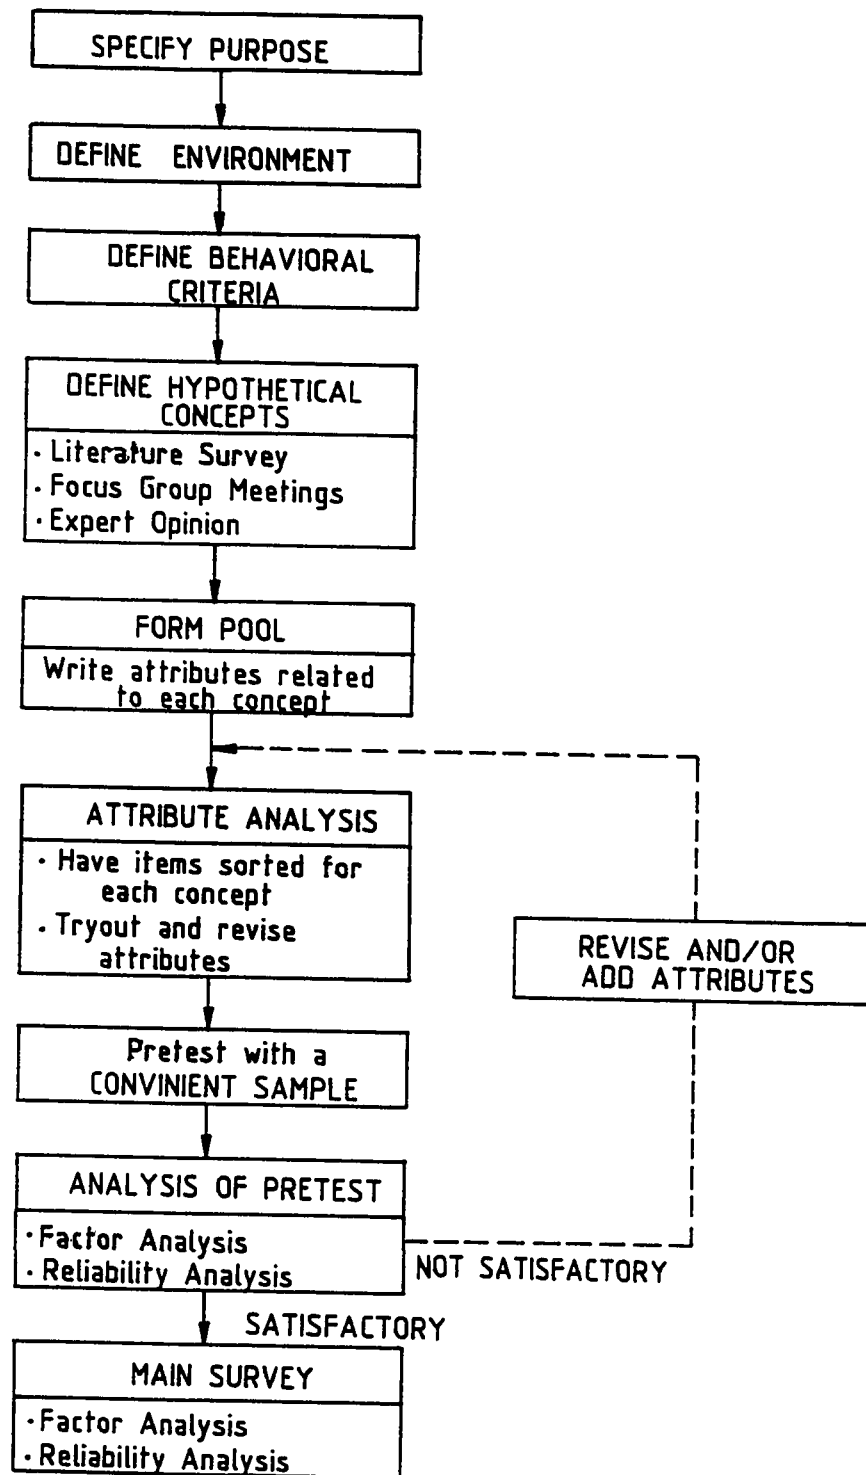 SPECIFY PURPOSE
DEFINE ENVIRONMENT
DEFINE BEHAVIORAL
CRITERIA
DEFINE HYPOTHETICAL
CONCEPTS
· Literature Survey
· Focus Group Meetings
· Expert Opinion
FORM POOL
Write attributes related
to each concept
ATTRIBUTE ANALYSIS
· Have items sorted for
each concept
· Tryout and revise
attributes
REVISE AND/OR
ADD ATTRIBUTES
Pretest with a
CONVINIENT SAMPLE
ANALYSIS OF PRETEST
· Factor Analysis
· Reliability Analysis
NOT SATISFACTORY
SATISFACTORY
MAIN SURVEY
· Factor Analysis
· Reliability Analysis